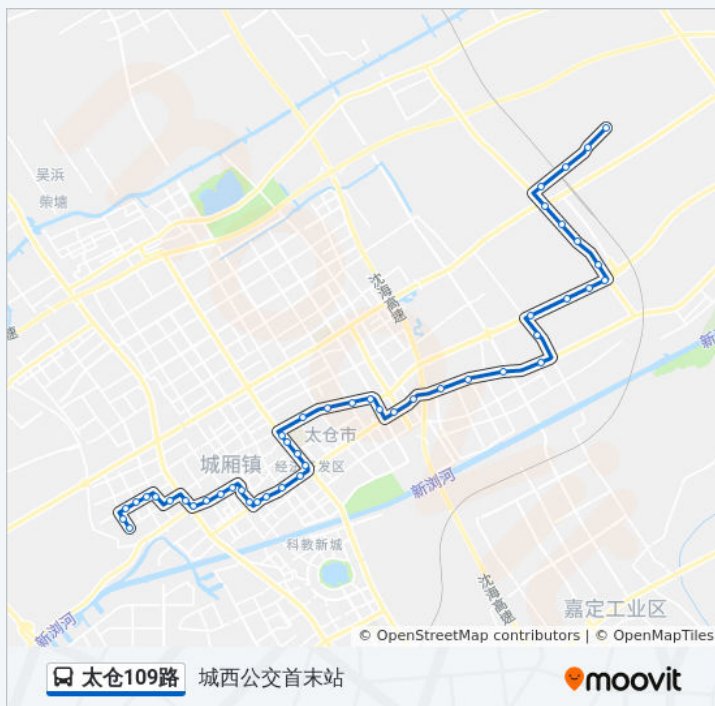 吴浜
荣塘
沈海高速
速
新
太仓市
城厢镇
经济开发区
新浏河
科教新城
沈海高速
嘉定工业区
新浏河
© OpenStreetMap contributors | © OpenMapTiles
太仓109路
城西公交首末站
moovit